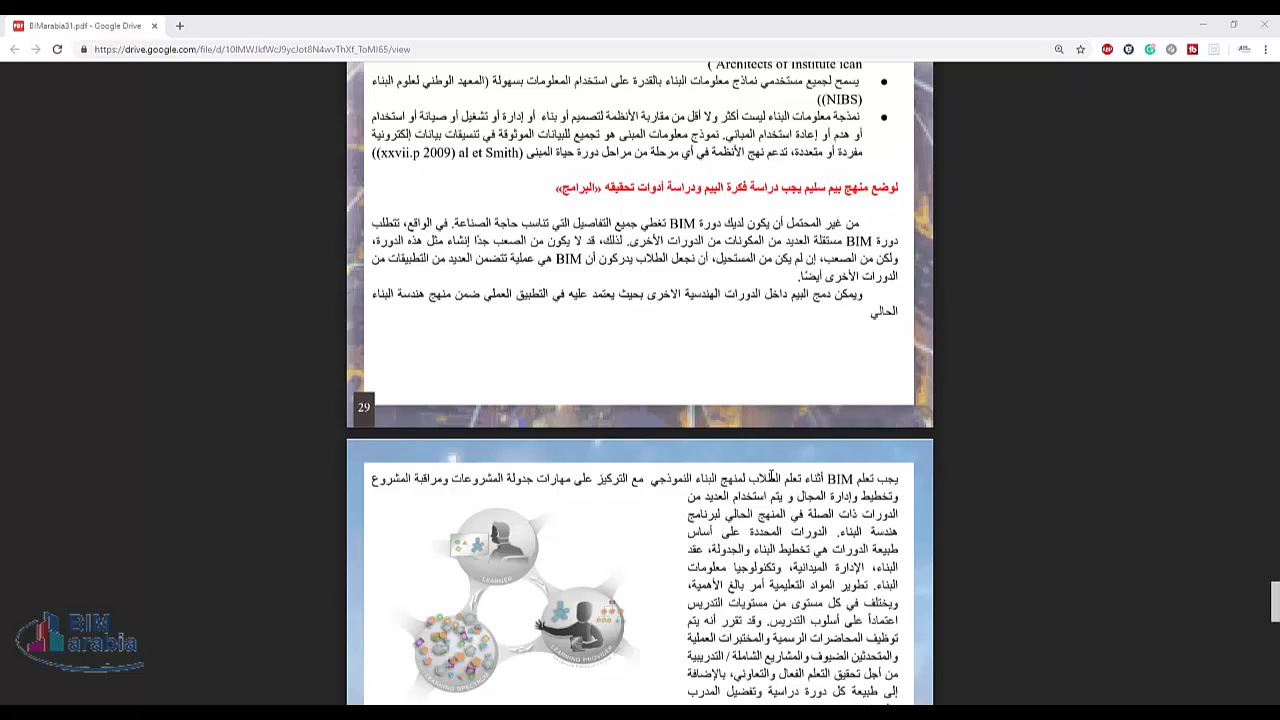 BIMarabia31.pdf - Google Drive
https://drive.google.com/file/d/10IMWJkfWcJ9ycJot8N4wvThXf_ToMI65/view
( Architects of Institute ican
● يسمح لجميع مستخدمي نماذج معلومات البناء بالقدرة على استخدام المعلومات بسهولة (المعهد الوطني لعلوم البناء
(NIBS))
● نمذجة معلومات البناء ليست أكثر ولا أقل من مقاربة الأنظمة لتصميم أو بناء أو إدارة أو تشغيل أو صيانة أو استخدام
أو هدم أو إعادة استخدام المباني. نموذج معلومات المبنى هو تجميع للبيانات الموثوقة في تنسيقات بيانات إلكترونية
مفردة أو متعددة، تدعم نهج الأنظمة في أي مرحلة من مراحل دورة حياة المبنى (xxvii.p 2009) al et Smith))
لوضع منهج بيم سليم يجب دراسة فكرة البيم ودراسة أدوات تحقيقه «البرامج»
من غير المحتمل أن يكون لديك دورة BIM تغطي جميع التفاصيل التي تناسب حاجة الصناعة. في الواقع، تتطلب
دورة BIM مستقلة العديد من المكونات من الدورات الأخرى. لذلك، قد لا يكون من الصعب جدًا إنشاء مثل هذه الدورة،
ولكن من الصعب، إن لم يكن من المستحيل، أن نجعل الطلاب يدركون أن BIM هي عملية تتضمن العديد من التطبيقات من
الدورات الأخرى أيضًا.
ويمكن دمج البيم داخل الدورات الهندسية الاخرى بحيث يعتمد عليه في التطبيق العملي ضمن منهج هندسة البناء
الحالي
29
يجب تعلم BIM أثناء تعلم الطلاب لمنهج البناء النموذجي مع التركيز على مهارات جدولة المشروعات ومراقبة المشروع
وتخطيط وإدارة المجال و يتم استخدام العديد من
الدورات ذات الصلة في المنهج الحالي لبرنامج
هندسة البناء. الدورات المحددة على أساس
طبيعة الدورات هي تخطيط البناء والجدولة، عقد
البناء، الإدارة الميدانية، وتكنولوجيا معلومات
البناء. تطوير المواد التعليمية أمر بالغ الأهمية،
ويختلف في كل مستوى من مستويات التدريس
اعتماداً على أسلوب التدريس. وقد تقرر أنه يتم
توظيف المحاضرات الرسمية والمختبرات العملية
والمتحدثين الضيوف والمشاريع الشاملة / التدريبية
من أجل تحقيق التعلم الفعال والتعاوني، بالإضافة
إلى طبيعة كل دورة دراسية وتفضيل المدرب
LEARNER
LEARNING PROVIDER
LEARNING SPECTRUM
BIM
arabia